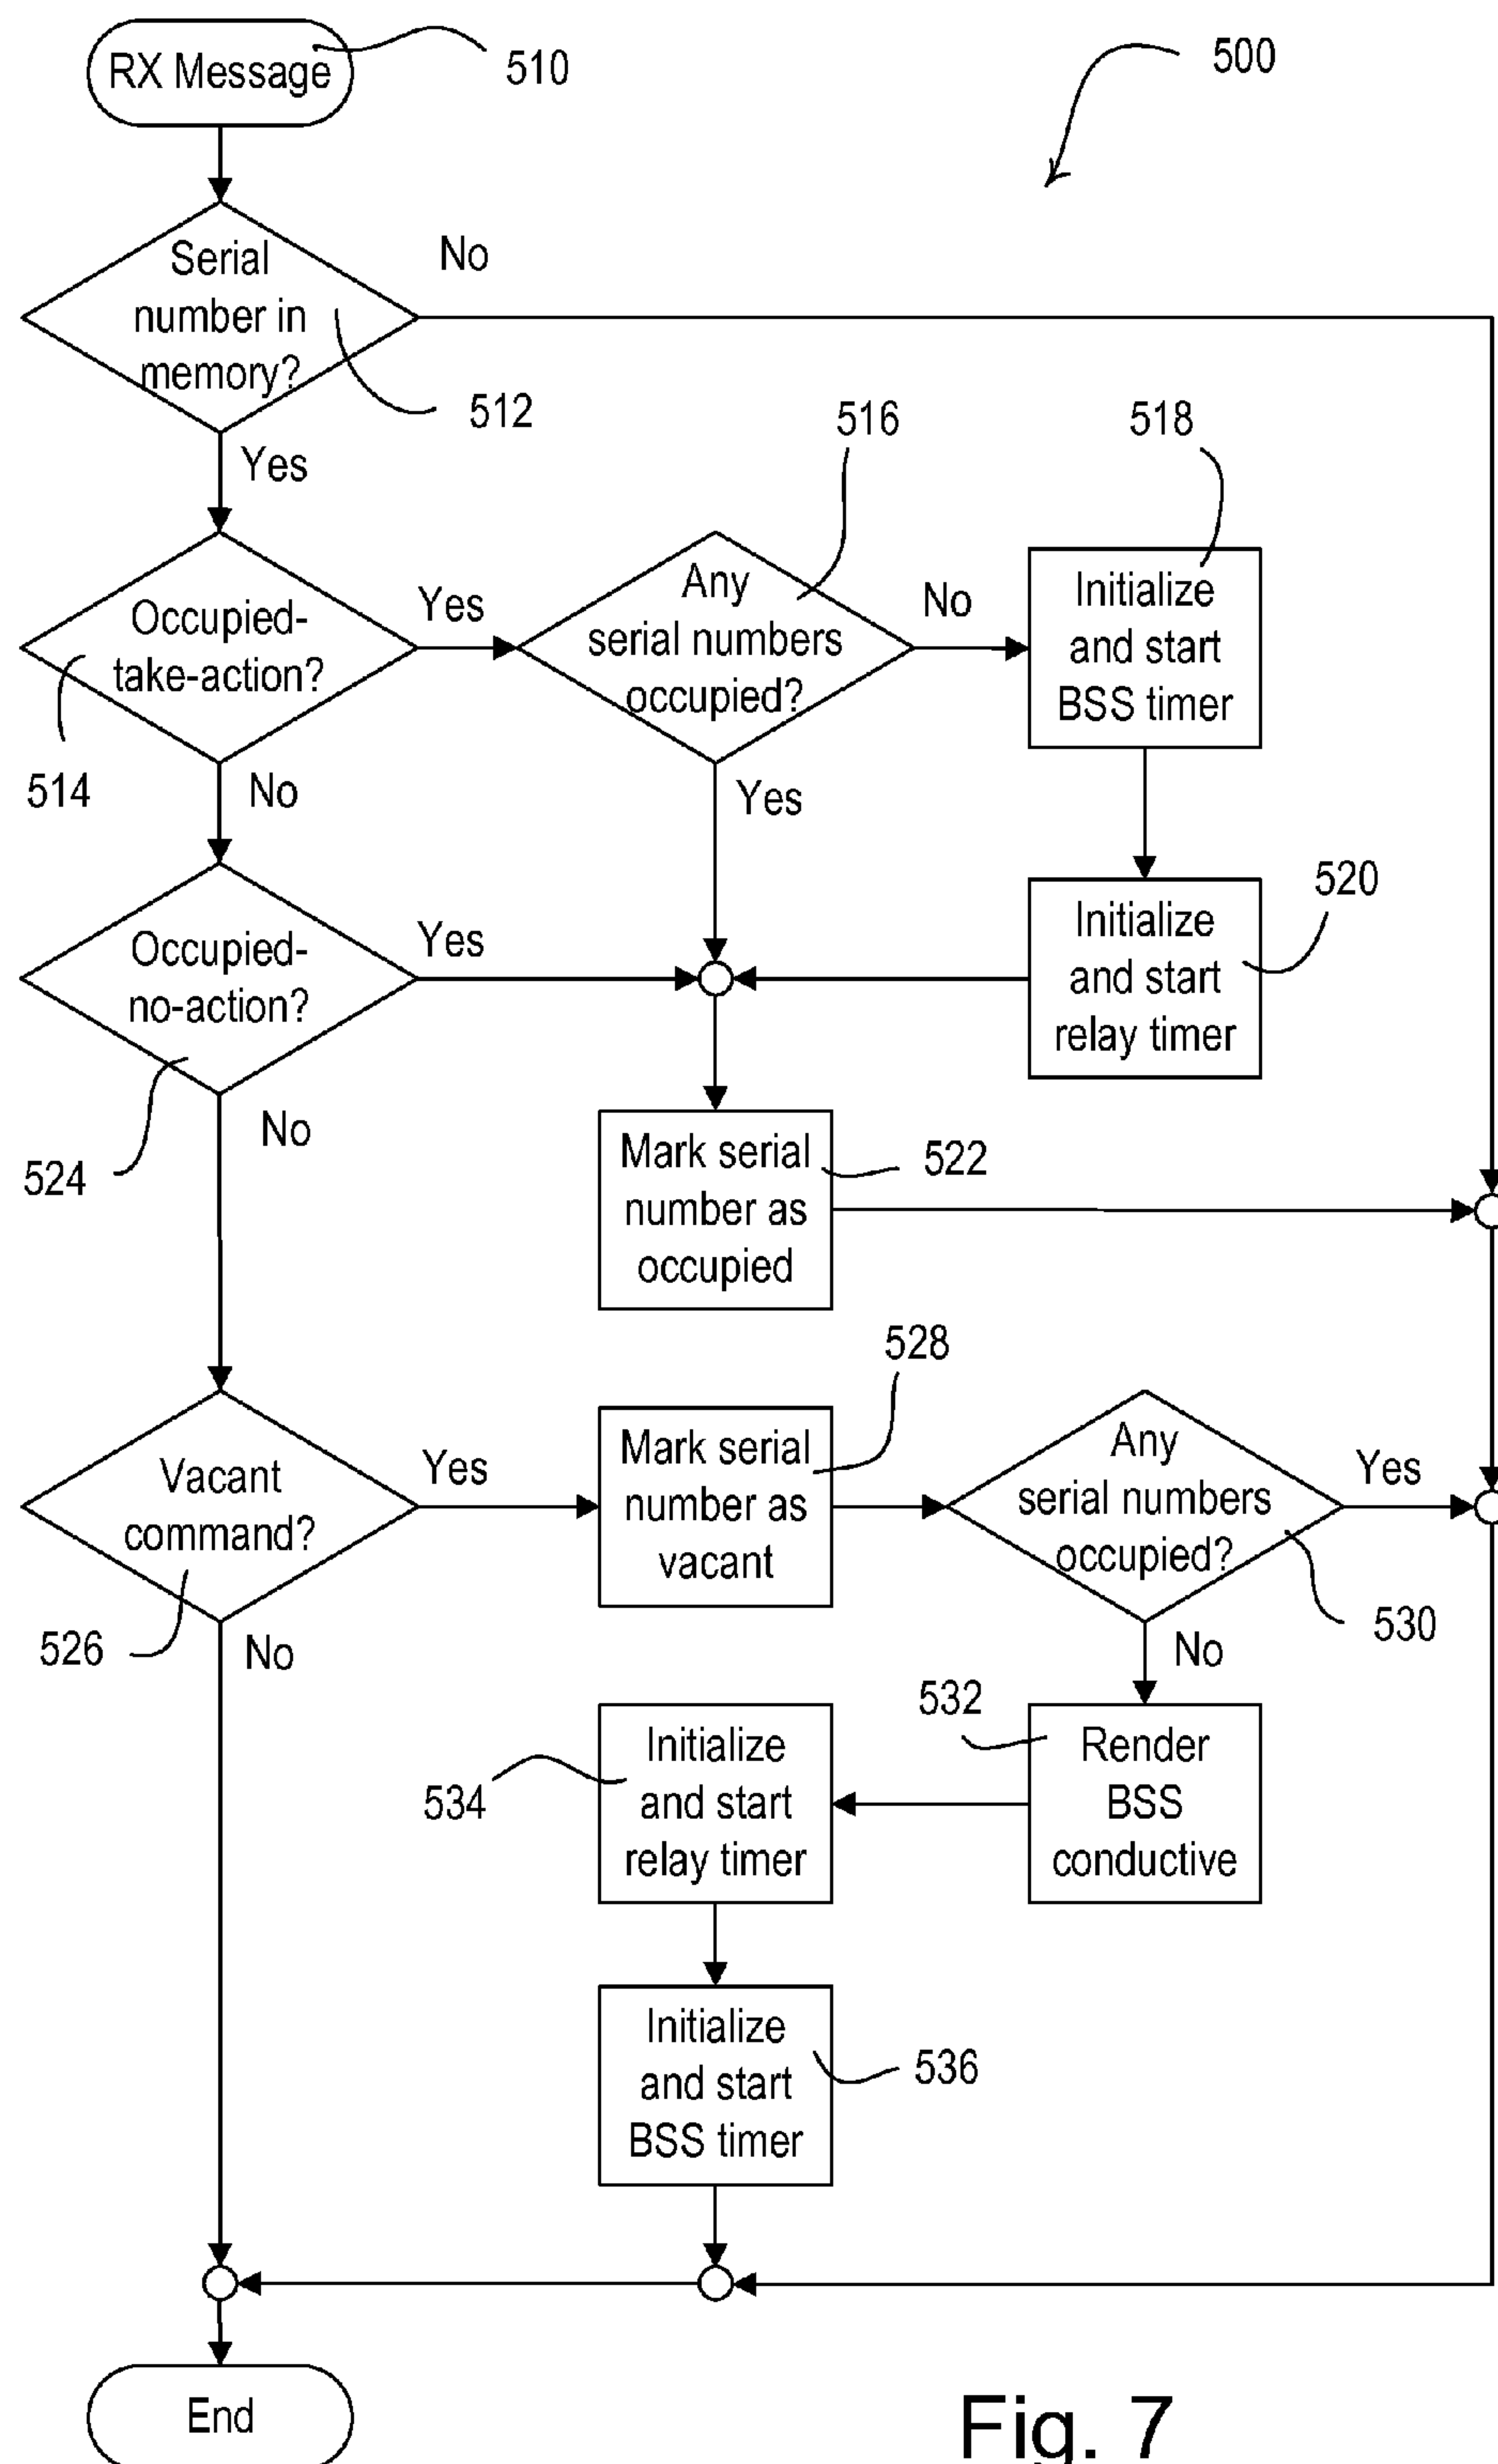 RX Message
510
500
Serial
number in
memory?
No
512
Yes
516
518
Occupied-
take-action?
Yes
Any
serial numbers
occupied?
No
Initialize
and start
BSS timer
514
No
Yes
520
Occupied-
no-action?
Yes
Initialize
and start
relay timer
524
No
Mark serial
number as
occupied
522
528
Vacant
command?
Yes
Mark serial
number as
vacant
Any
serial numbers
occupied?
Yes
530
526
No
No
532
534
Initialize
and start
relay timer
Render
BSS
conductive
Initialize
and start
BSS timer
536
End
Fig. 7